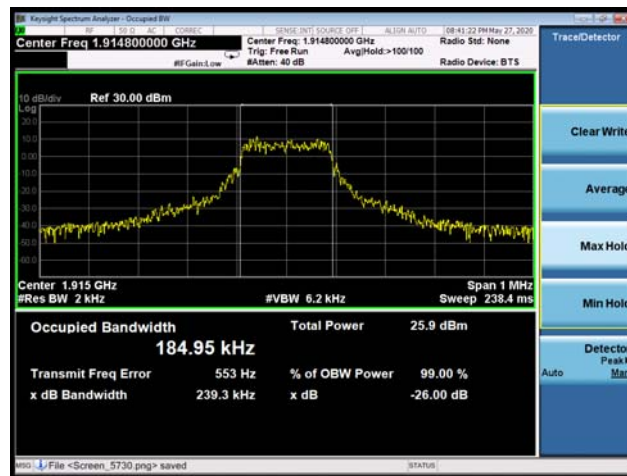 Keysight Spectrum Analyzer - Occupied BW
RF 50 Ω AC CORREC SENSE:INT SOURCE OFF ALIGN AUTO 08:41:22 PM May 27, 2020
Center Freq 1.914800000 GHz
Center Freq: 1.914800000 GHz
Radio Std: None
Trig: Free Run Avg|Hold:>100/100
#IFGain:Low
#Atten: 40 dB
Radio Device: BTS
Trace/Detector
10 dB/div Ref 30.00 dBm
Log
20.0
10.0
0.00
-10.0
-20.0
-30.0
-40.0
-50.0
-60.0
Center 1.915 GHz
Span 1 MHz
#Res BW 2 kHz
#VBW 6.2 kHz
Sweep 238.4 ms
Occupied Bandwidth
184.95 kHz
Total Power 25.9 dBm
Transmit Freq Error 553 Hz
% of OBW Power 99.00 %
x dB Bandwidth 239.3 kHz
x dB -26.00 dB
Clear Write
Average
Max Hold
Min Hold
Detector
Peak
Auto Man
MSG File <Screen_5730.png> saved
STATUS